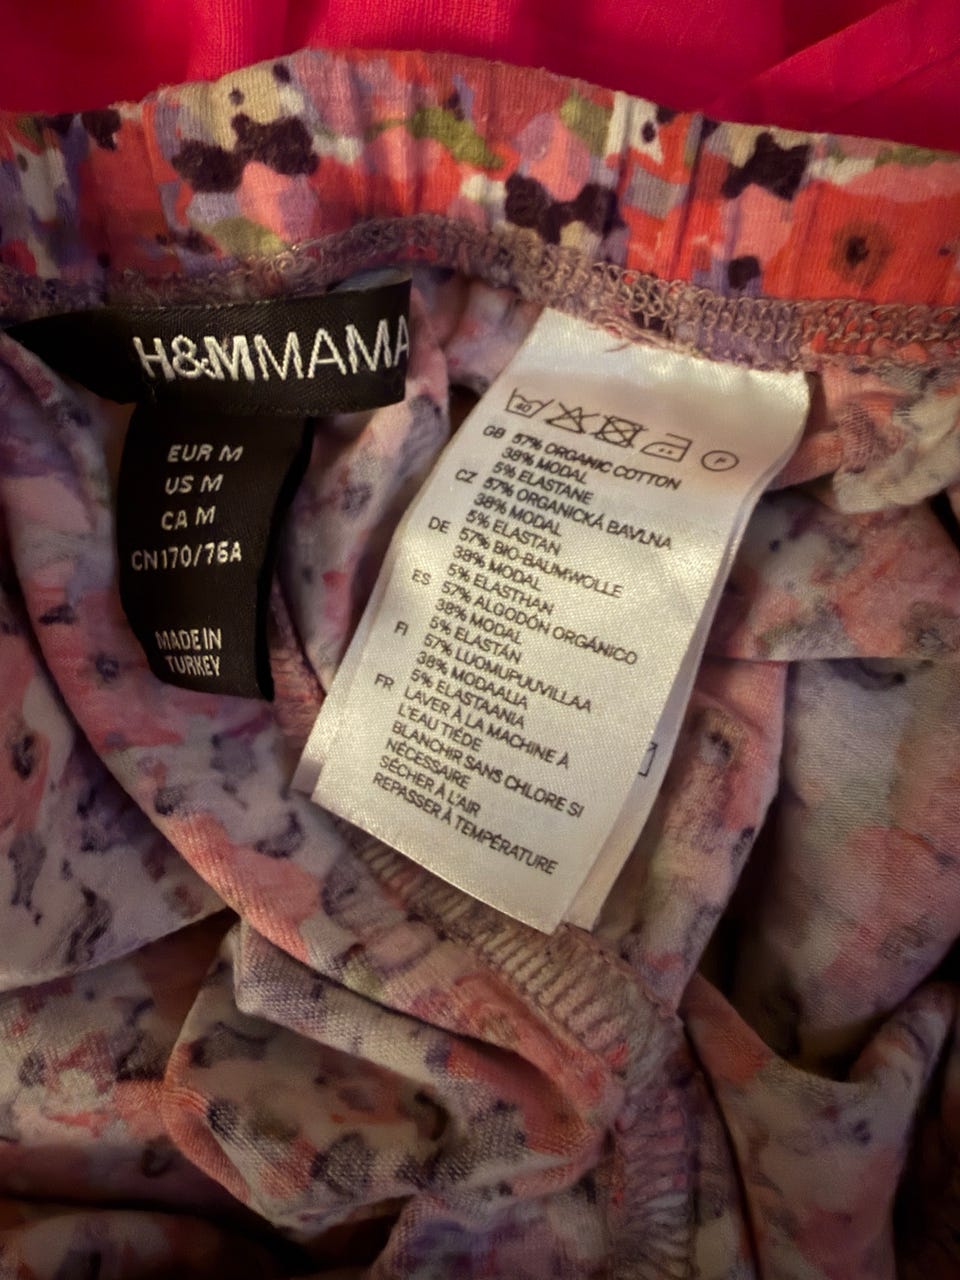 H&MMAMA
EUR M
US M
CA M
CN170/76A
MADE IN
TURKEY
40
F
GB 57% ORGANIC COTTON
38% MODAL
5% ELASTANE
CZ 57% ORGANICKÁ BAVLNA
38% MODAL
5% ELASTAN
DE 57% BIO-BAUMWOLLE
38% MODAL
5% ELASTHAN
ES 57% ALGODÓN ORGÁNICO
38% MODAL
5% ELASTÁN
FI 57% LUOMUPUUVILLAA
38% MODAALIA
5% ELASTAANIA
FR LAVER À LA MACHINE À
L'EAU TIÉDE
BLANCHIR SANS CHLORE SI
NÉCESSAIRE
SÉCHER À L'AIR
REPASSER À TEMPÉRATURE